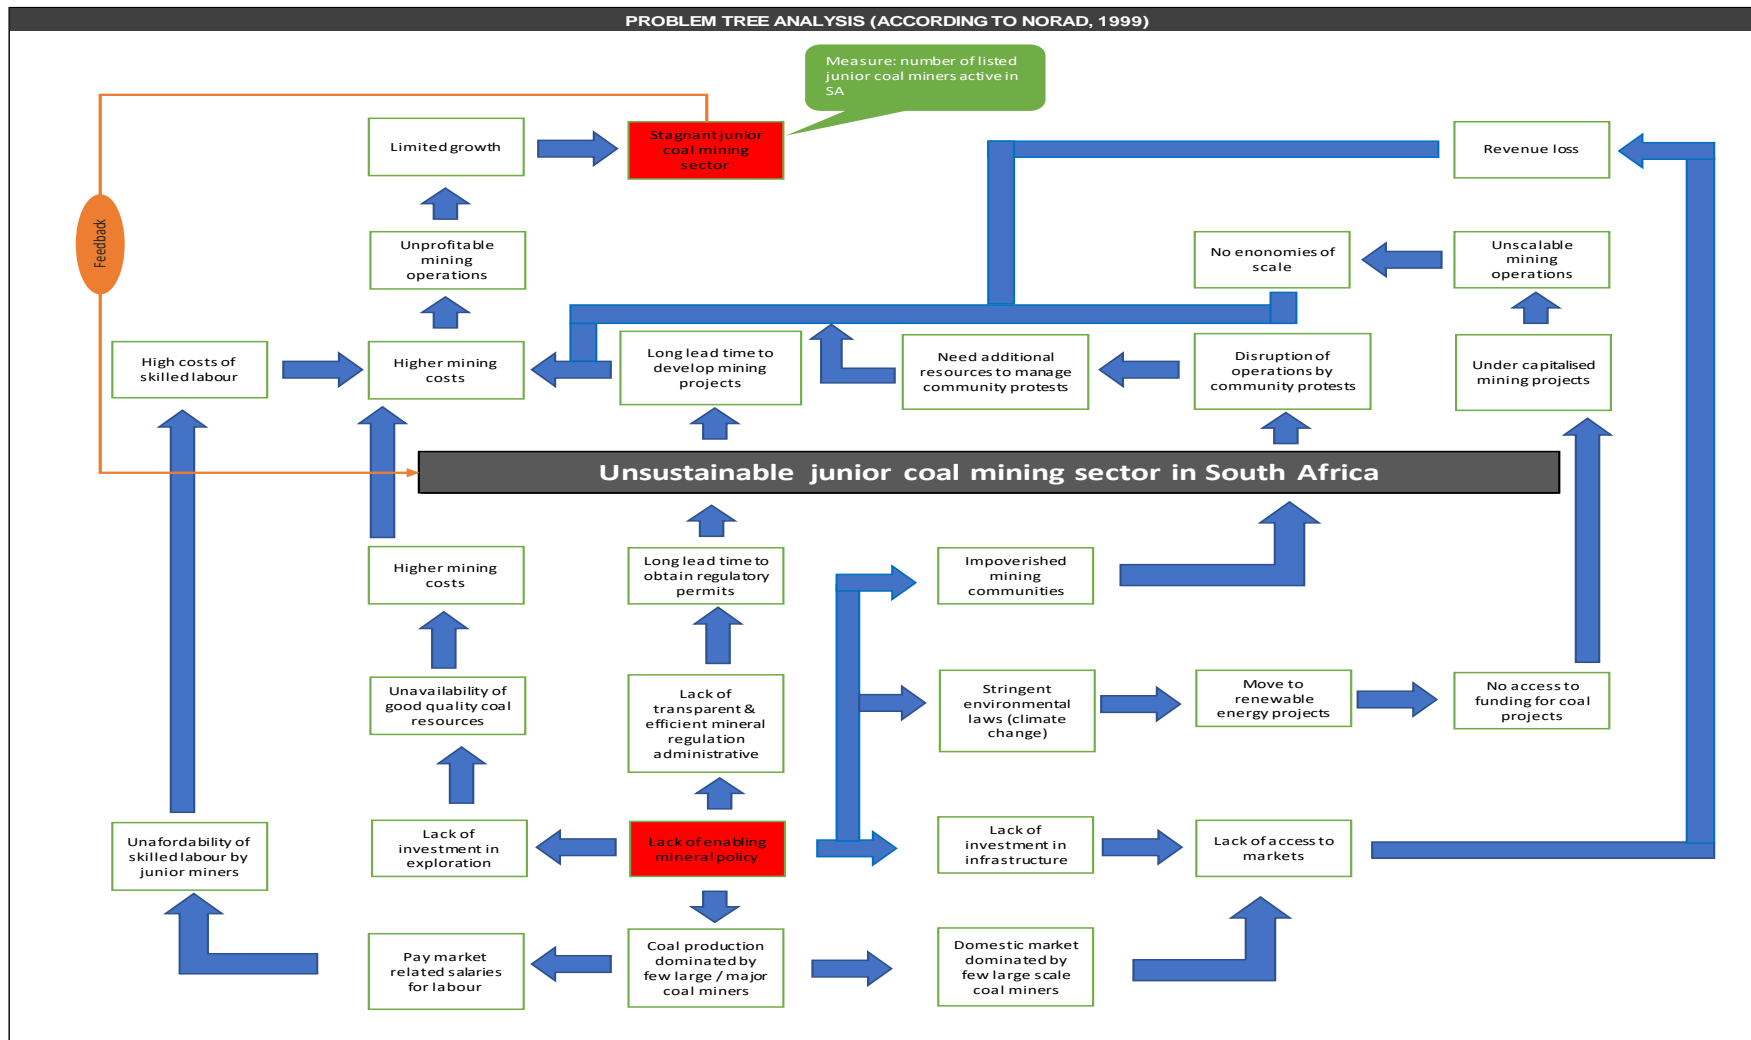 PROBLEM TREE ANALYSIS (ACCORDING TO NORAD, 1999)
Measure: number of listed
junior coal miners active in
SA
Limited growth
Stagnant junior
coal mining
sector
Revenue loss
Feedback
Unprofitable
mining
operations
No enonomies of
scale
Unscalable
mining
operations
High costs of
skilled labour
Higher mining
costs
Long lead time to
develop mining
projects
Need additional
resources to manage
community protests
Disruption of
operations by
community protests
Under capitalised
mining projects
Unsustainable junior coal mining sector in South Africa
Higher mining
costs
Long lead time to
obtain regulatory
permits
Impoverished
mining
communities
Unavailability of
good quality coal
resources
Lack of
transparent &
efficient mineral
regulation
administrative
Stringent
environmental
laws (climate
change)
Move to
renewable
energy projects
No access to
funding for coal
projects
Unafordability of
skilled labour by
junior miners
Lack of
investment in
exploration
Lack of enabling
mineral policy
Lack of
investment in
infrastructure
Lack of access to
markets
Pay market
related salaries
for labour
Coal production
dominated by
few large / major
coal miners
Domestic market
dominated by
few large scale
coal miners